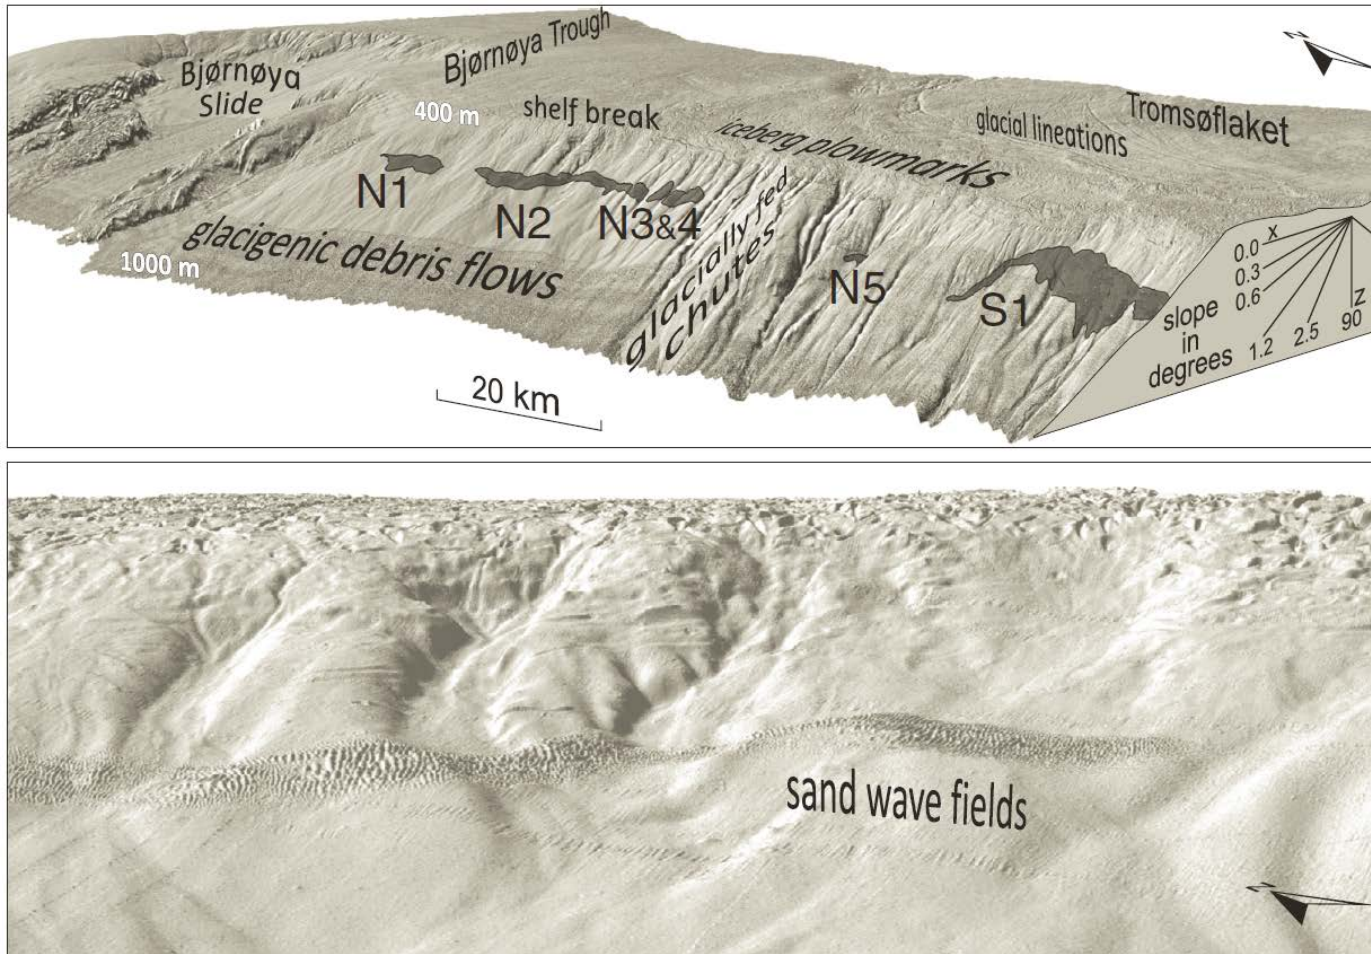 Bjørnøya
Slide
Bjørnøya Trough
400 m
shelf break
iceberg plowmarks
glacial lineations
Tromsøflaket
N
N1
N2
N3&4
glacially fed
chutes
N5
S1
glacigenic debris flows
1000 m
20 km
0.0
x
0.3
0.6
slope
in
degrees
1.2
2.5
z
90
sand wave fields
N